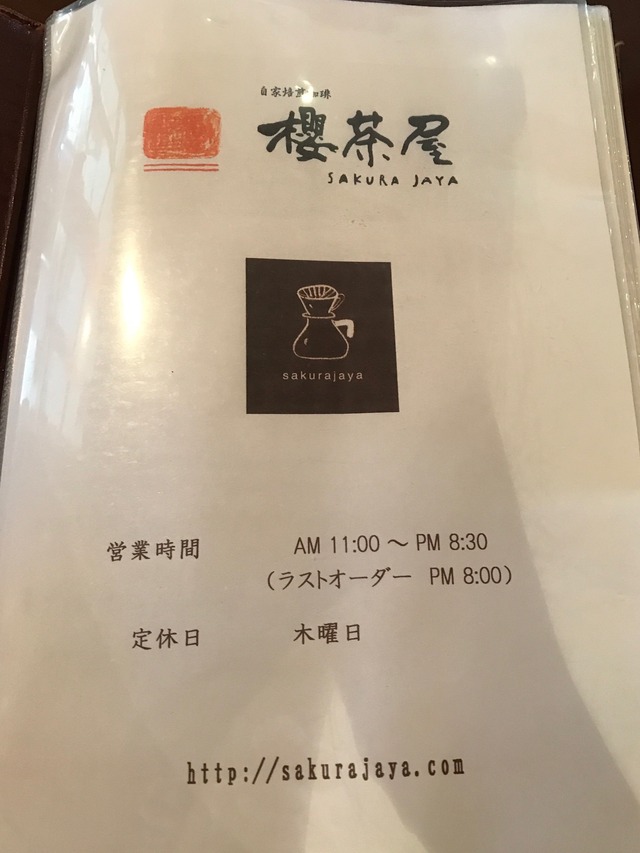 自家焙煎珈琲
櫻茶屋
SAKURA JAYA
sakurajaya
営業時間 AM 11:00 ～ PM 8:30
（ラストオーダー PM 8:00）
定休日 木曜日
http://sakurajaya.com